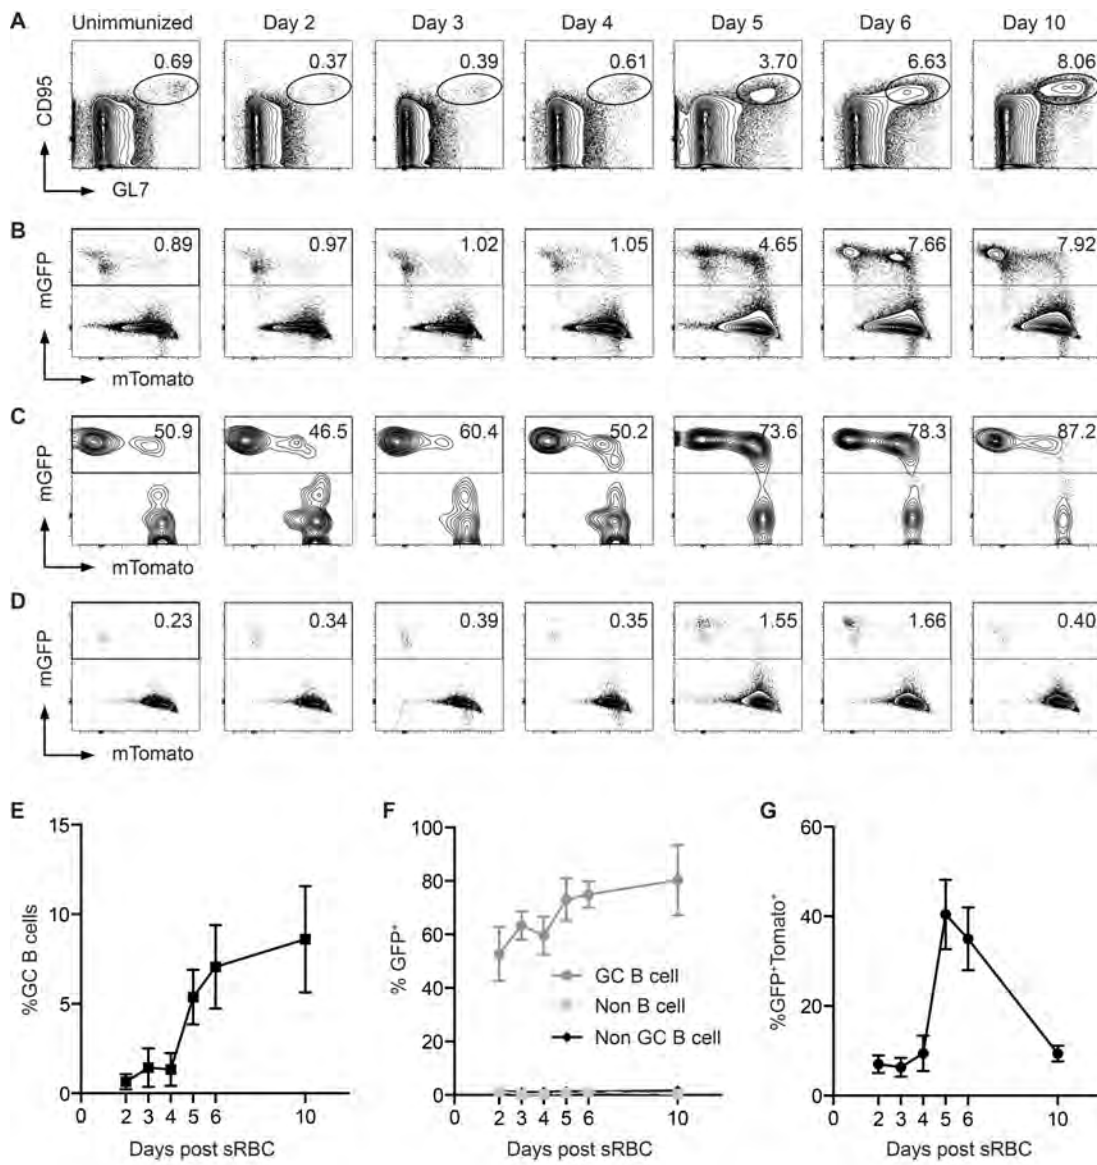 A Unimmunized Day 2 Day 3 Day 4 Day 5 Day 6 Day 10
0.69 0.37 0.39 0.61 3.70 6.63 8.06
CD95
GL7
B
0.89 0.97 1.02 1.05 4.65 7.66 7.92
mGFP
mTomato
C
50.9 46.5 60.4 50.2 73.6 78.3 87.2
mGFP
mTomato
D
0.23 0.34 0.39 0.35 1.55 1.66 0.40
mGFP
mTomato
E
15
10
5
0
%GC B cells
0 2 3 4 5 6 10
Days post sRBC
F
100
80
60
40
20
0
% GFP⁺
GC B cell
Non B cell
Non GC B cell
0 2 3 4 5 6 10
Days post sRBC
G
60
40
20
0
%GFP⁺Tomato⁺
0 2 3 4 5 6 10
Days post sRBC